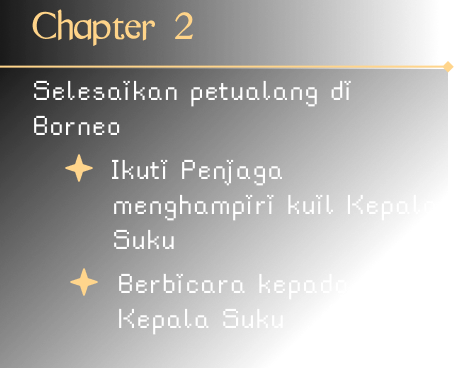 Chapter 2
Selesaikan petualang di
Borneo
Ikuti Penjaga
menghampiri kuil Kepala
Suku
Berbicara kepada
Kepala Suku